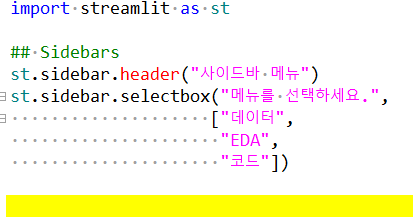 import streamlit as st
## Sidebars
st.sidebar.header("사이드바 메뉴")
st.sidebar.selectbox("메뉴를 선택하세요.",
["데이터",
"EDA",
"코드"])